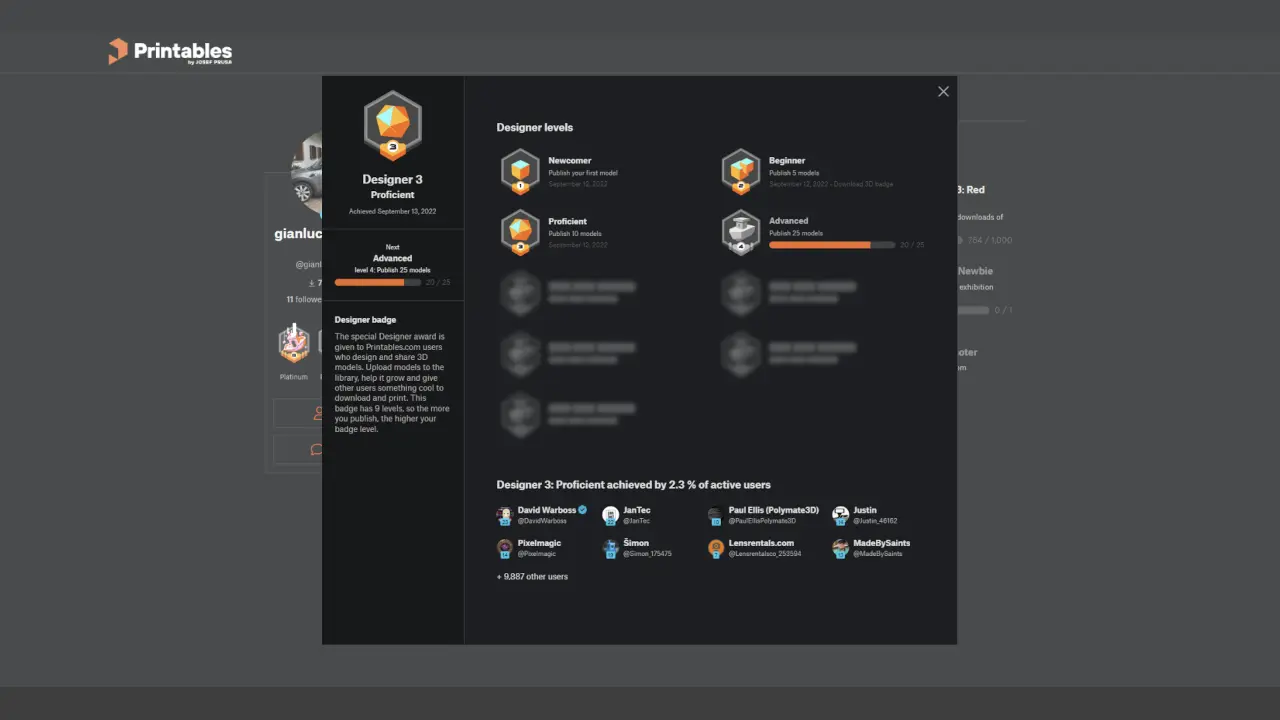 Printables
by JOSEF PRUSA
3
Designer 3
Proficient
Achieved September 13, 2022
Next
Advanced
level 4: Publish 25 models
20 / 25
Designer badge
The special Designer award is
given to Printables.com users
who design and share 3D
models. Upload models to the
library, help it grow and give
other users something cool to
download and print. This
badge has 9 levels, so the more
you publish, the higher your
badge level.
gianluc
@gianl
7
11 followe
Platinum
Designer levels
1
Newcomer
Publish your first model
September 12, 2022
2
Beginner
Publish 5 models
September 12, 2022 - Download 3D badge
3
Proficient
Publish 10 models
September 13, 2022
4
Advanced
Publish 25 models
20 / 25
Designer 3: Proficient achieved by 2.3 % of active users
David Warboss
@DavidWarboss
JanTec
@JanTec
Paul Ellis (Polymate3D)
@PaulEllisPolymate3D
Justin
@Justin_46162
Pixelmagic
@Pixelmagic
Šimon
@Simon_175475
Lensrentals.com
@Lensrentalsco_253594
MadeBySaints
@MadeBySaints
+ 9,887 other users
3: Red
downloads of
764 / 1,000
Newbie
exhibition
0 / 1
oter
om